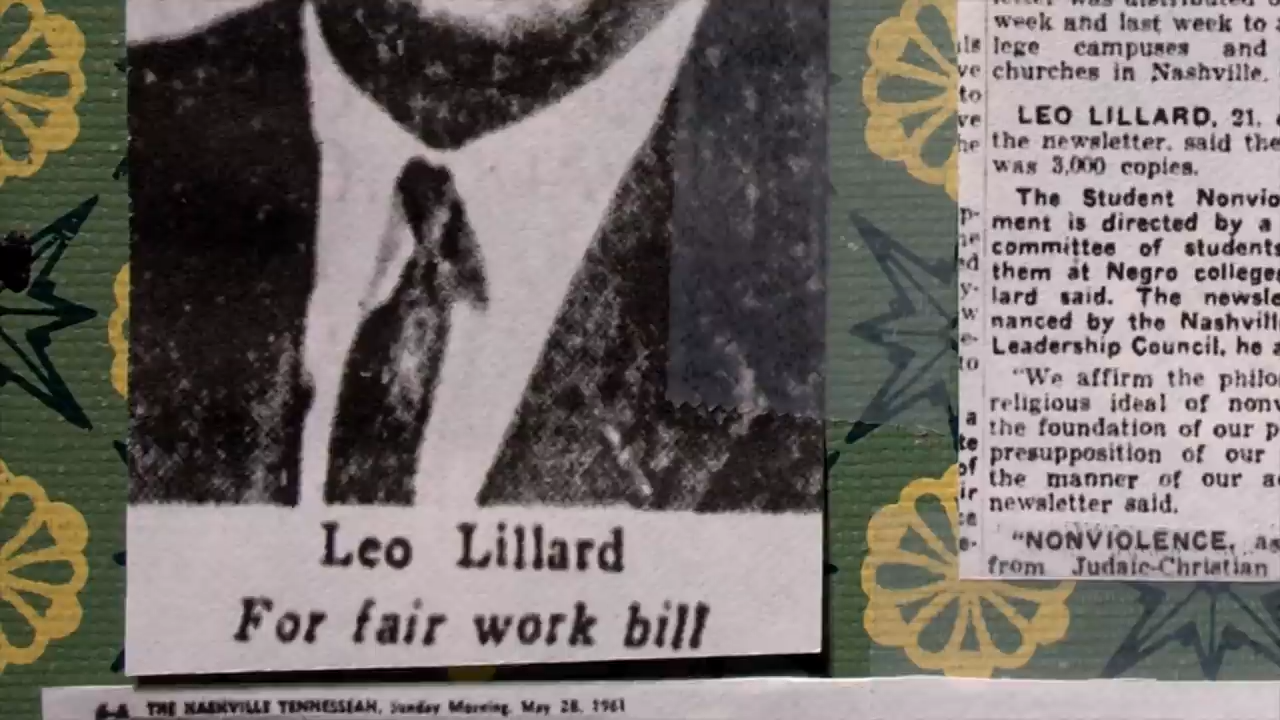 Leo Lillard
For fair work bill
THE NASHVILLE TENNESSEAN, Sunday Morning, May 28, 1961
week and last week to
lege campuses and
churches in Nashville.
LEO LILLARD, 21,
the newsletter, said the
was 3,000 copies.
The Student Nonvio
ment is directed by a
committee of students
them at Negro colleges
lard said. The newsle
nanced by the Nashvill
Leadership Council, he
"We affirm the philo
religious ideal of nonv
the foundation of our p
presupposition of our
the manner of our
newsletter said.
"NONVIOLENCE, as
from Judaic-Christian